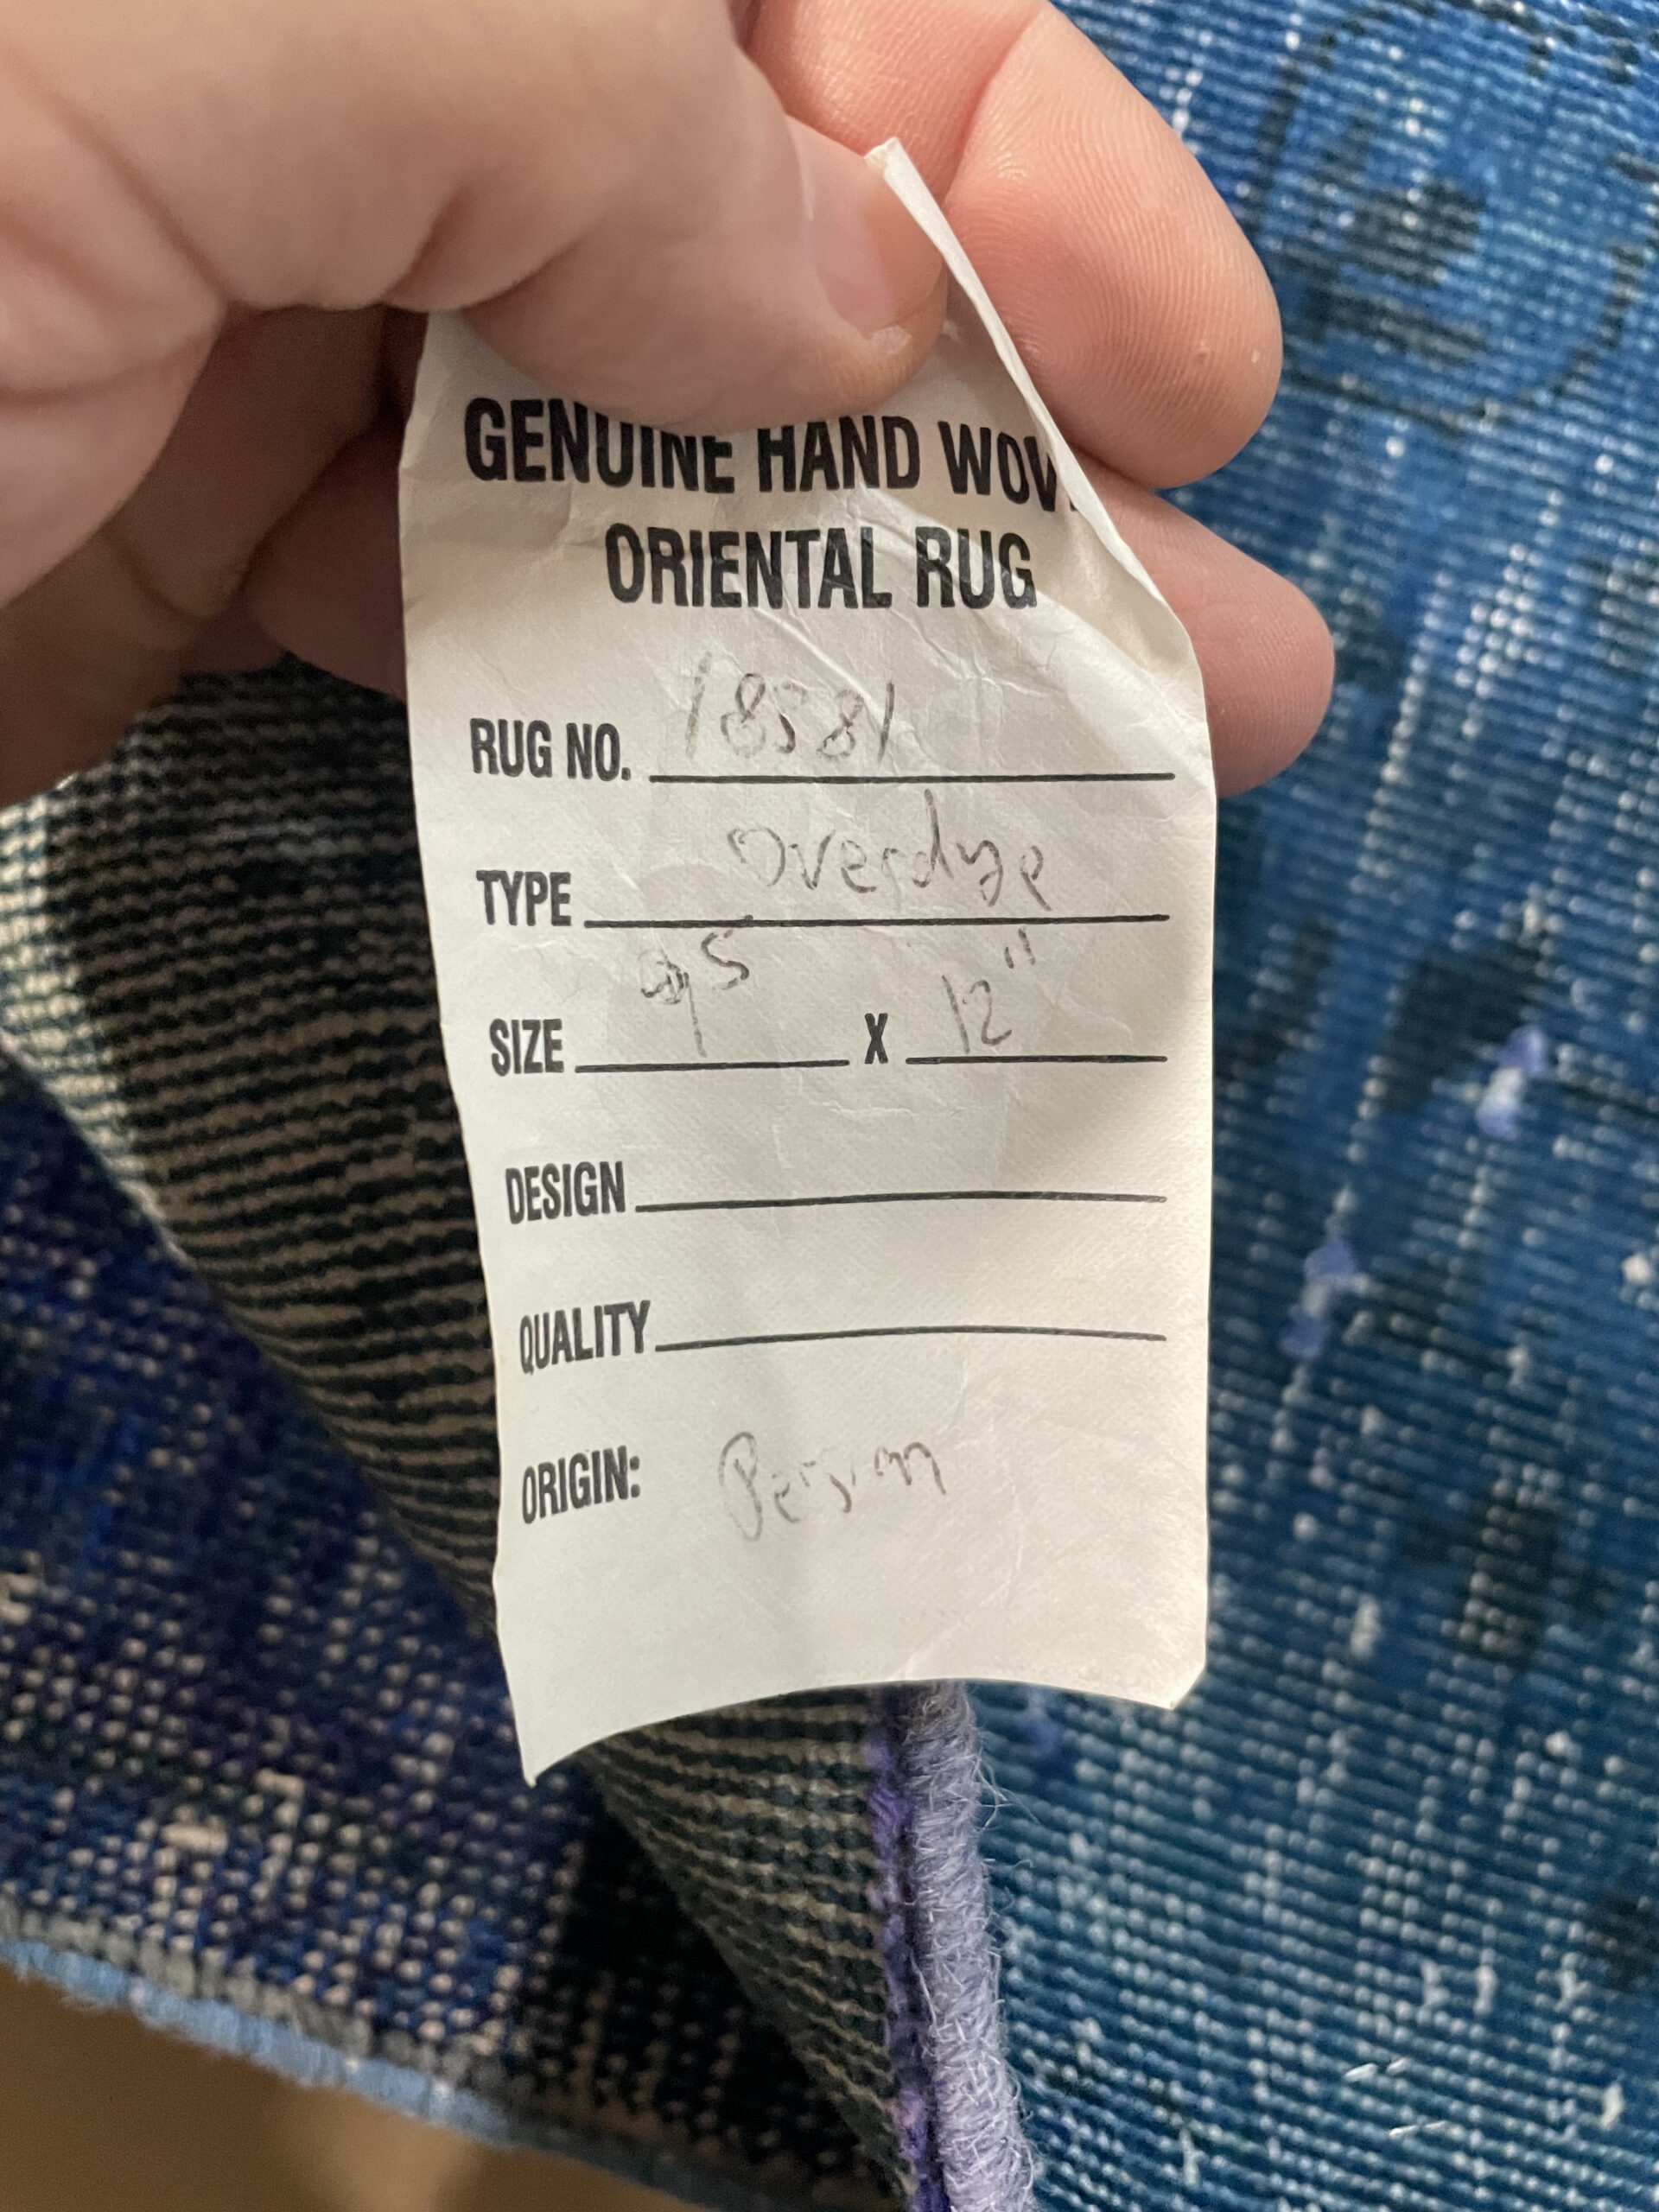 GENUINE HAND WOV
ORIENTAL RUG
RUG NO. 18581
TYPE Overdye
SIZE 9 5 X 12"
DESIGN
QUALITY
ORIGIN: Persian